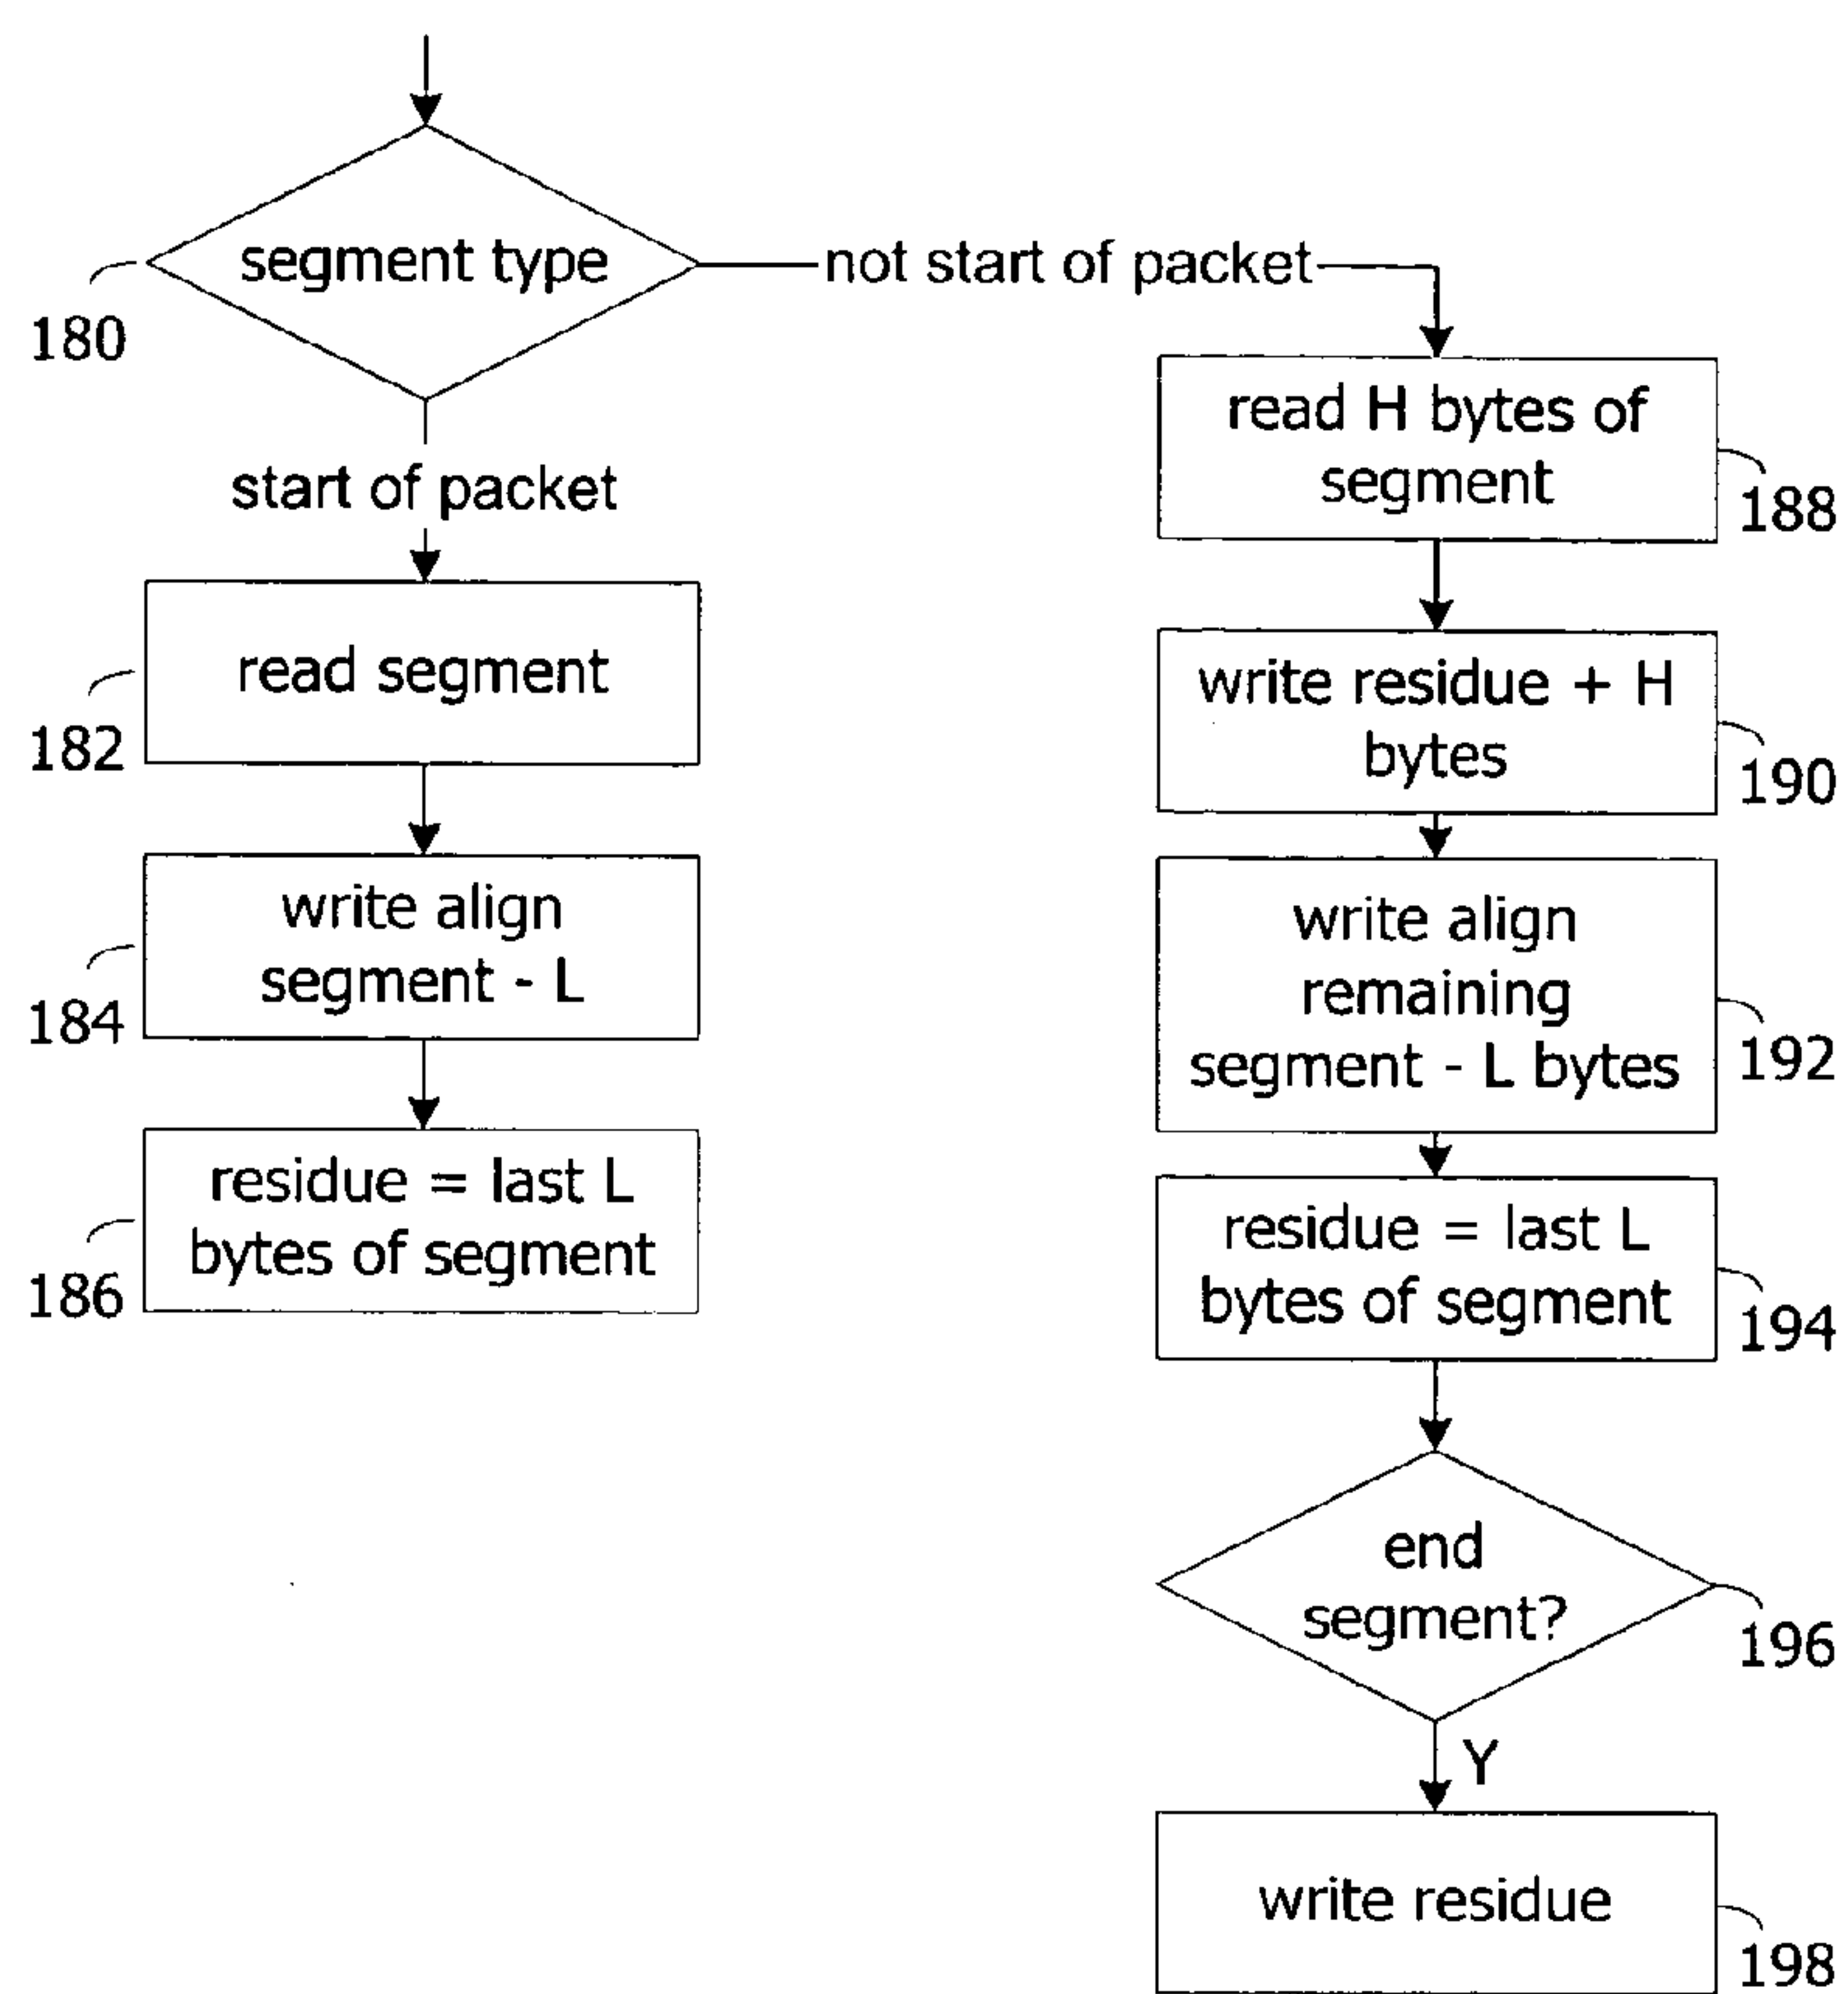 segment type
180
start of packet
read segment
182
write align
segment - L
184
residue = last L
bytes of segment
186
not start of packet
read H bytes of
segment
188
write residue + H
bytes
190
write align
remaining
segment - L bytes
192
residue = last L
bytes of segment
194
end
segment?
196
Y
write residue
198